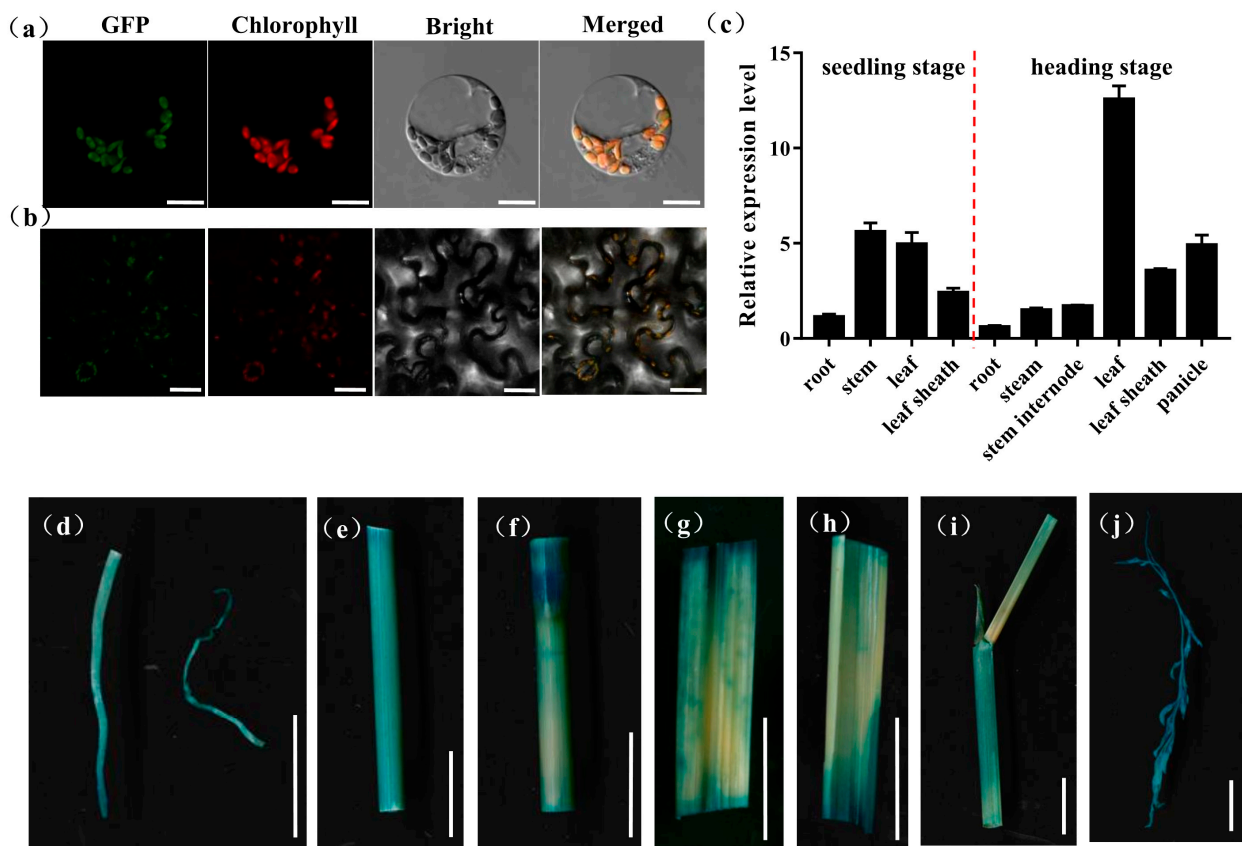 (a)
GFP
Chlorophyll
Bright
Merged
(b)
(c)
Relative expression level
15
10
5
0
seedling stage
heading stage
root
stem
leaf
leaf sheath
root
steam
stem internode
leaf
leaf sheath
panicle
(d)
(e)
(f)
(g)
(h)
(i)
(j)